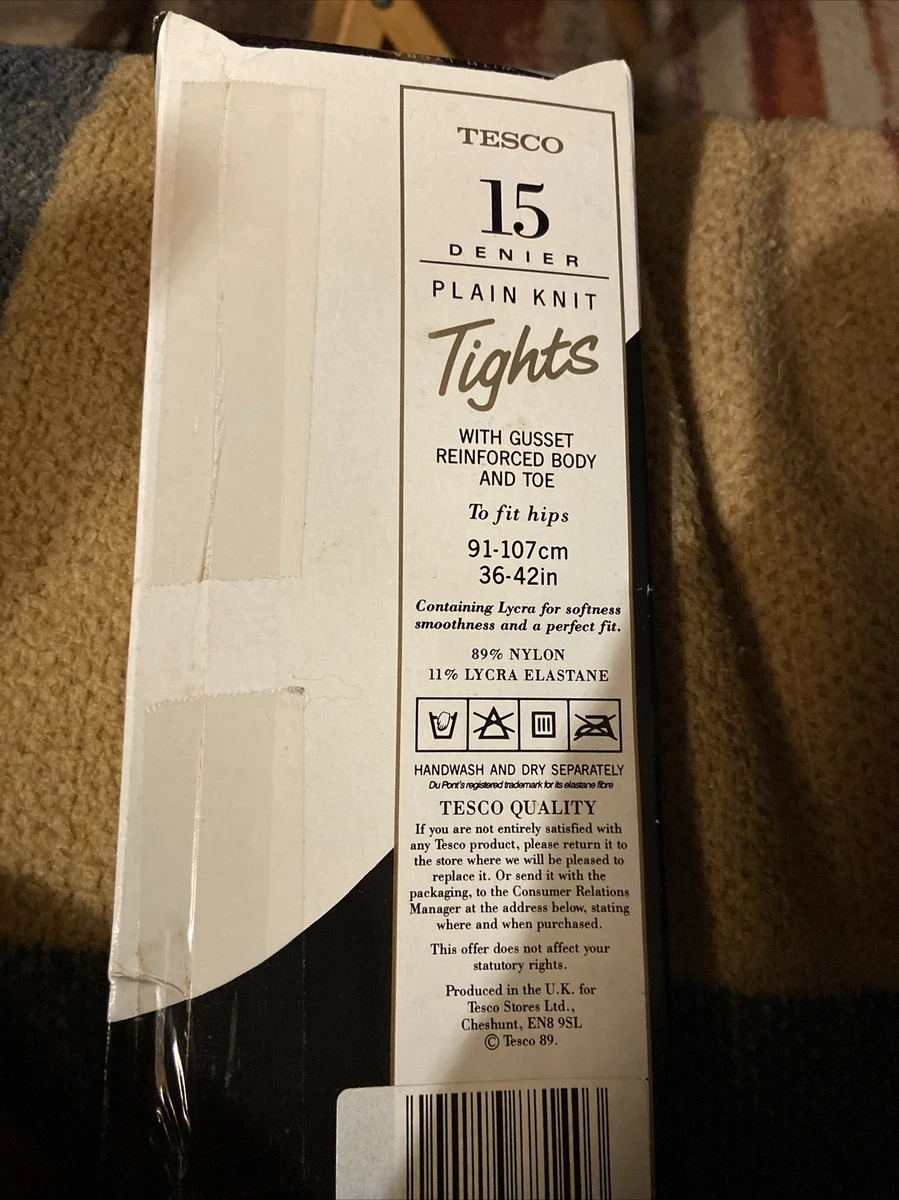 TESCO
15
DENIER
PLAIN KNIT
Tights
WITH GUSSET
REINFORCED BODY
AND TOE
To fit hips
91-107cm
36-42in
Containing Lycra for softness
smoothness and a perfect fit.
89% NYLON
11% LYCRA ELASTANE
HANDWASH AND DRY SEPARATELY
Du Pont's registered trademark for its elastane fibre
TESCO QUALITY
If you are not entirely satisfied with
any Tesco product, please return it to
the store where we will be pleased to
replace it. Or send it with the
packaging, to the Consumer Relations
Manager at the address below, stating
where and when purchased.
This offer does not affect your
statutory rights.
Produced in the U.K. for
Tesco Stores Ltd.,
Cheshunt, EN8 9SL
© Tesco 89.